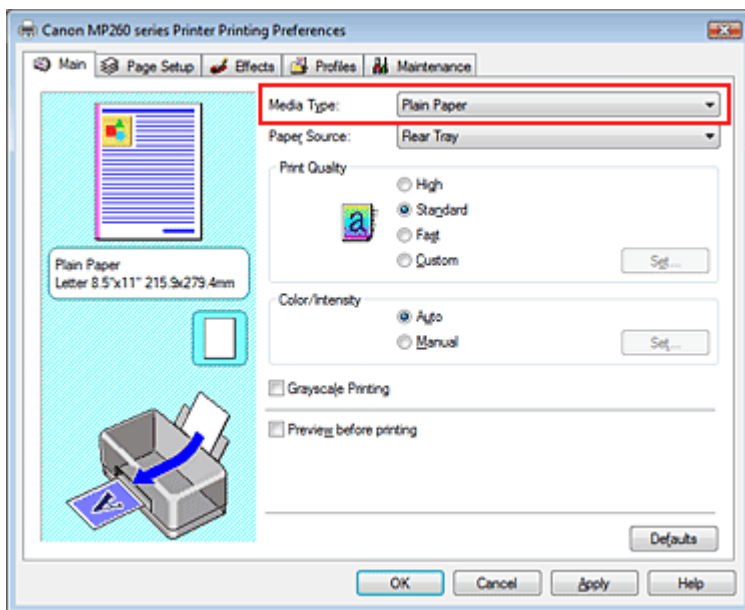 Canon MP260 series Printer Printing Preferences
Main Page Setup Effects Profiles Maintenance
Media Type: Plain Paper
Paper Source: Rear Tray
Print Quality
High
a Standard
Fast
Custom Set...
Plain Paper
Letter 8.5"x11" 215.9x279.4mm
Color/Intensity
Auto
Manual Set...
Grayscale Printing
Preview before printing
Defaults
OK Cancel Apply Help